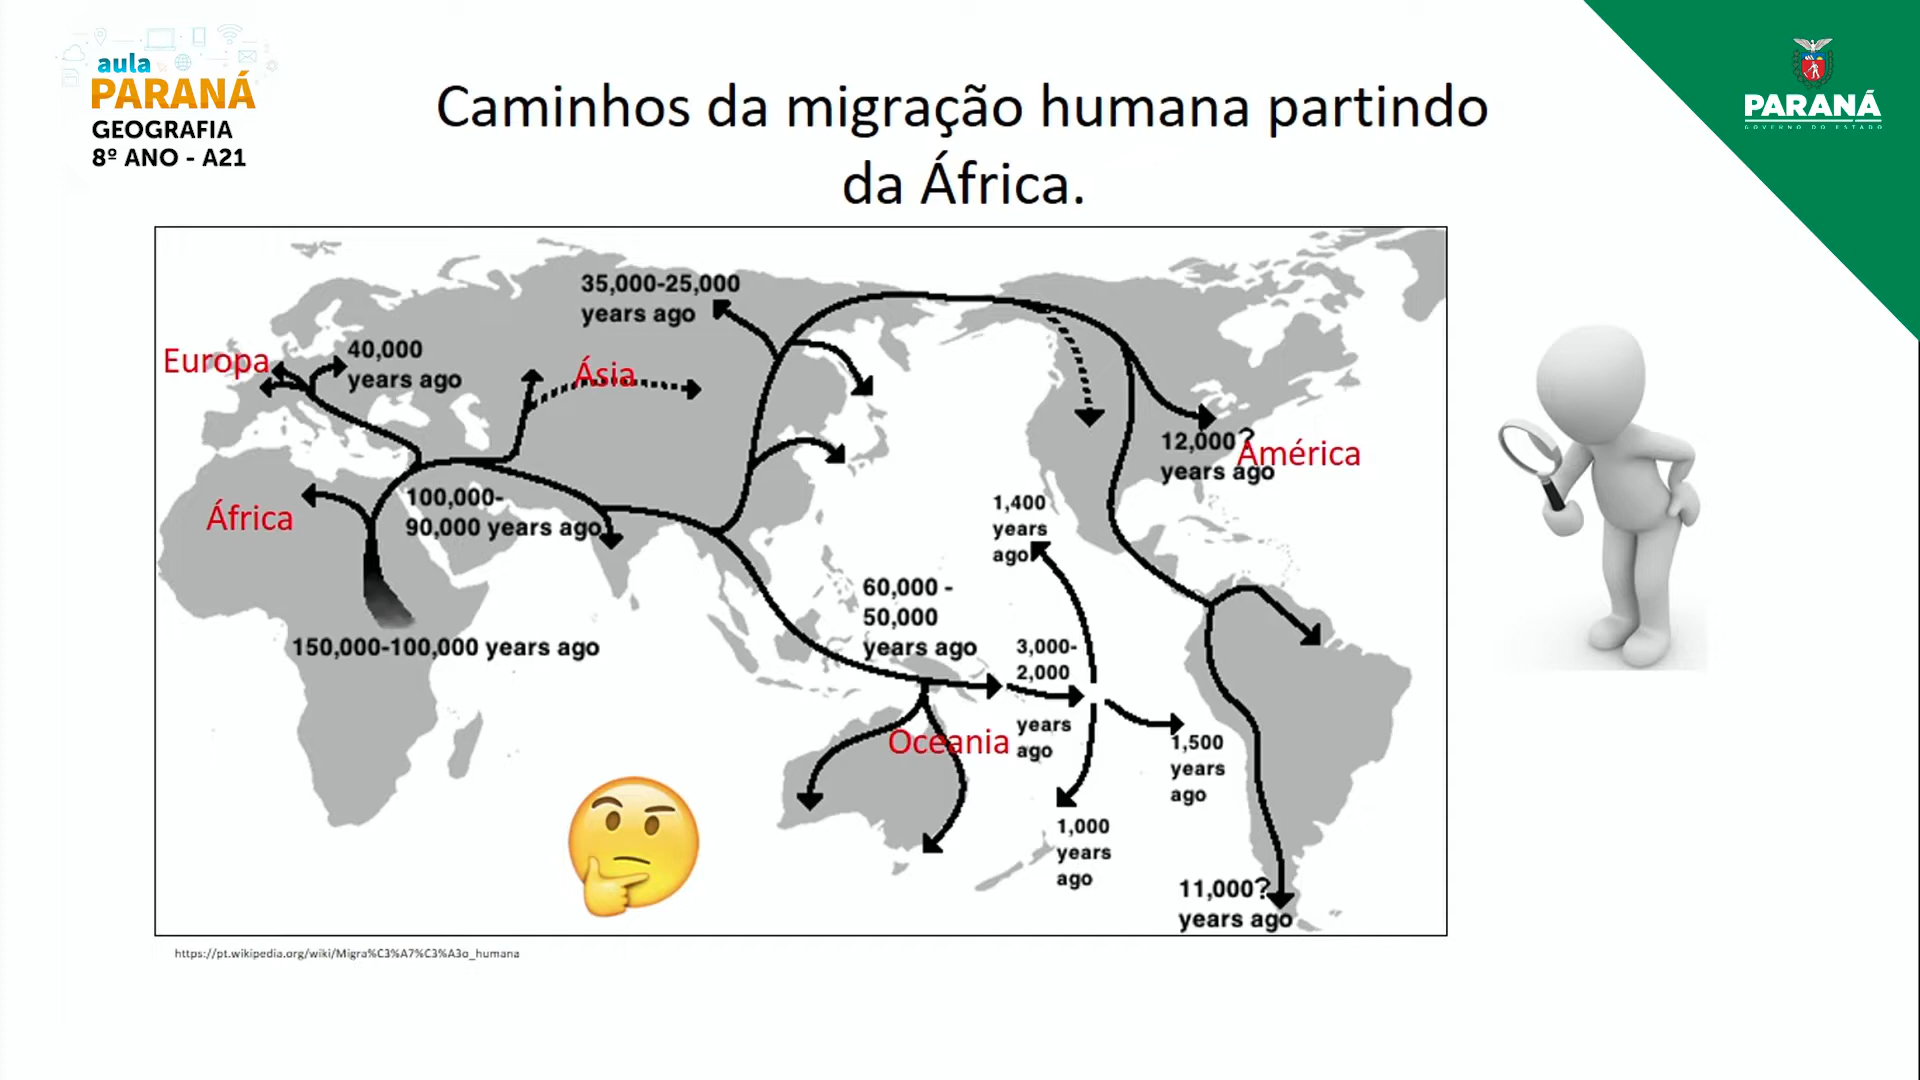 aula
PARANÁ
GEOGRAFIA
8º ANO - A21
PARANÁ
GOVERNO DO ESTADO
Caminhos da migração humana partindo
da África.
35,000-25,000
years ago
Europa
40,000
years ago
Ásia
12,000?
years ago
América
África
100,000-
90,000 years ago
1,400
years
ago
60,000 -
50,000
years ago
150,000-100,000 years ago
3,000-
2,000
years
ago
Oceania
1,500
years
ago
1,000
years
ago
11,000?
years ago
https://pt.wikipedia.org/wiki/Migra%C3%A7%C3%A3o_humana